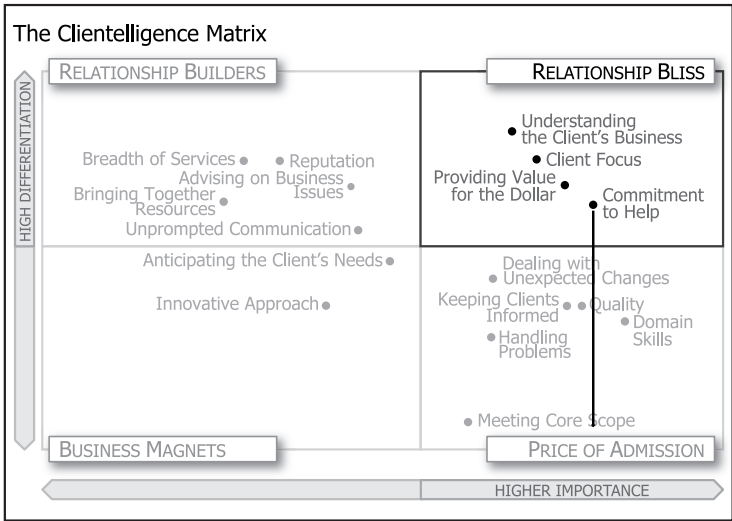 The Clientelligence Matrix
RELATIONSHIP BUILDERS
RELATIONSHIP BLISS
HIGH DIFFERENTIATION
Understanding
the Client's Business
Breadth of Services
Reputation
Client Focus
Advising on Business
Issues
Providing Value
for the Dollar
Bringing Together
Resources
Commitment
to Help
Unprompted Communication
Anticipating the Client's Needs
Dealing with
Unexpected Changes
Innovative Approach
Keeping Clients
Informed
Quality
Domain
Skills
Handling
Problems
Meeting Core Scope
BUSINESS MAGNETS
PRICE OF ADMISSION
HIGHER IMPORTANCE